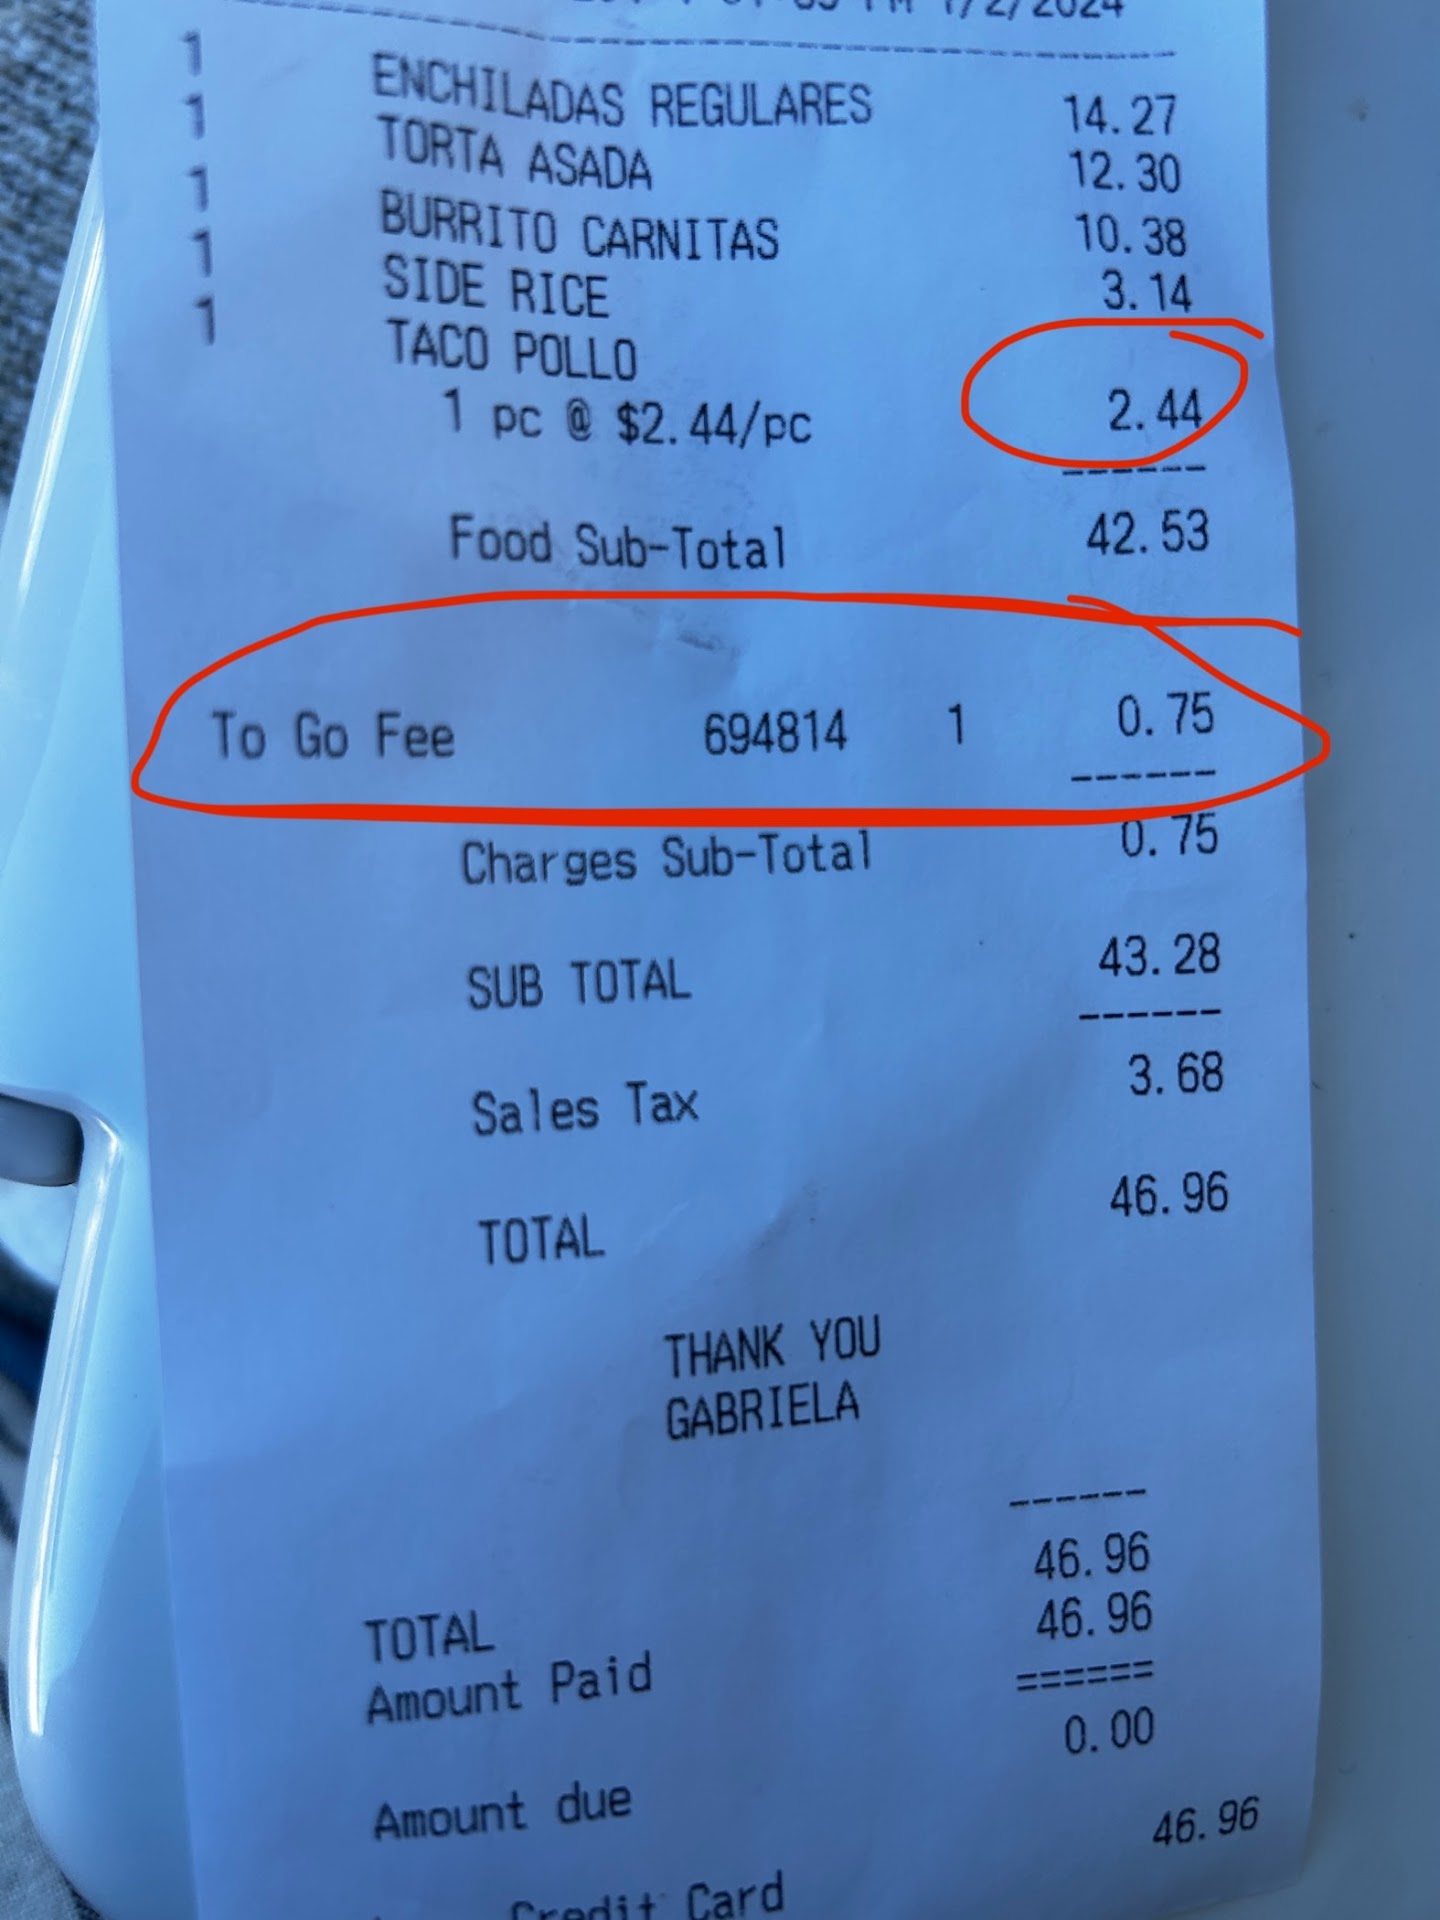 1/2/2024
1 ENCHILADAS REGULARES 14.27
1 TORTA ASADA 12.30
1 BURRITO CARNITAS 10.38
1 SIDE RICE 3.14
1 TACO POLLO
1 pc @ $2.44/pc 2.44
Food Sub-Total 42.53
To Go Fee 694814 1 0.75
Charges Sub-Total 0.75
SUB TOTAL 43.28
Sales Tax 3.68
TOTAL 46.96
THANK YOU
GABRIELA
TOTAL 46.96
Amount Paid 46.96
Amount due 0.00
Credit Card 46.96